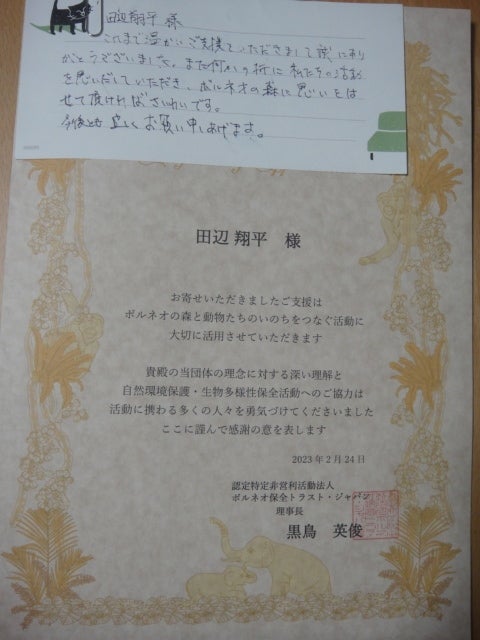 田辺翔平 様
これまで温かいご支援をいただきまして誠にあり
がとうございました。また何かの折に私たちの活動
を思いだしていただき、ボルネオの森に思いをは
せて頂ければさいわいです。
今後とも宜しくお願い申しあげます。
田辺 翔平 様
お寄せいただきましたご支援は
ボルネオの森と動物たちのいのちをつなぐ活動に
大切に活用させていただきます
貴殿の当団体の理念に対する深い理解と
自然環境保護・生物多様性保全活動へのご協力は
活動に携わる多くの人々を勇気づけてくださいました
ここに謹んで感謝の意を表します
2023年2月24日
認定特定非営利活動法人
ボルネオ保全トラスト・ジャパン
理事長
黒鳥 英俊